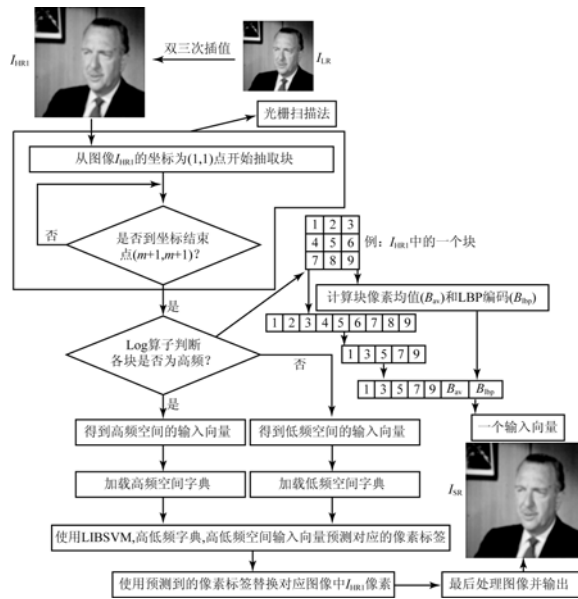 双三次插值
I_HR1
I_LR
光栅扫描法
从图像I_HR1的坐标为(1,1)点开始抽取块
否
是否到坐标结束
点(m+1,m+1)?
1 2 3
4 5 6
7 8 9
例：I_HR1中的一个块
是
计算块像素均值(B_av)和LBP编码(B_lbp)
1 2 3 4 5 6 7 8 9
Log算子判断
各块是否为高频?
否
1 3 5 7 9
1 3 5 7 9 B_av B_lbp
是
一个输入向量
得到高频空间的输入向量
得到低频空间的输入向量
加载高频空间字典
加载低频空间字典
I_SR
使用LIBSVM,高低频字典,高低频空间输入向量预测对应的像素标签
使用预测到的像素标签替换对应图像中I_HR1像素
最后处理图像并输出